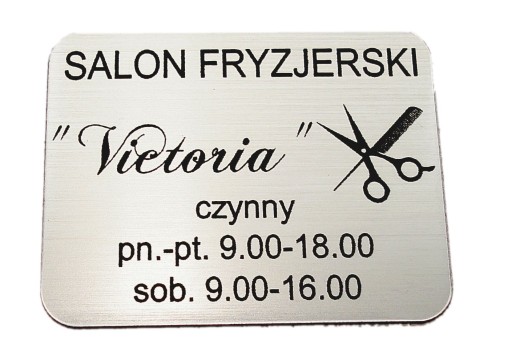 SALON FRYZJERSKI
"Victoria"
czynny
pn.-pt. 9.00-18.00
sob. 9.00-16.00